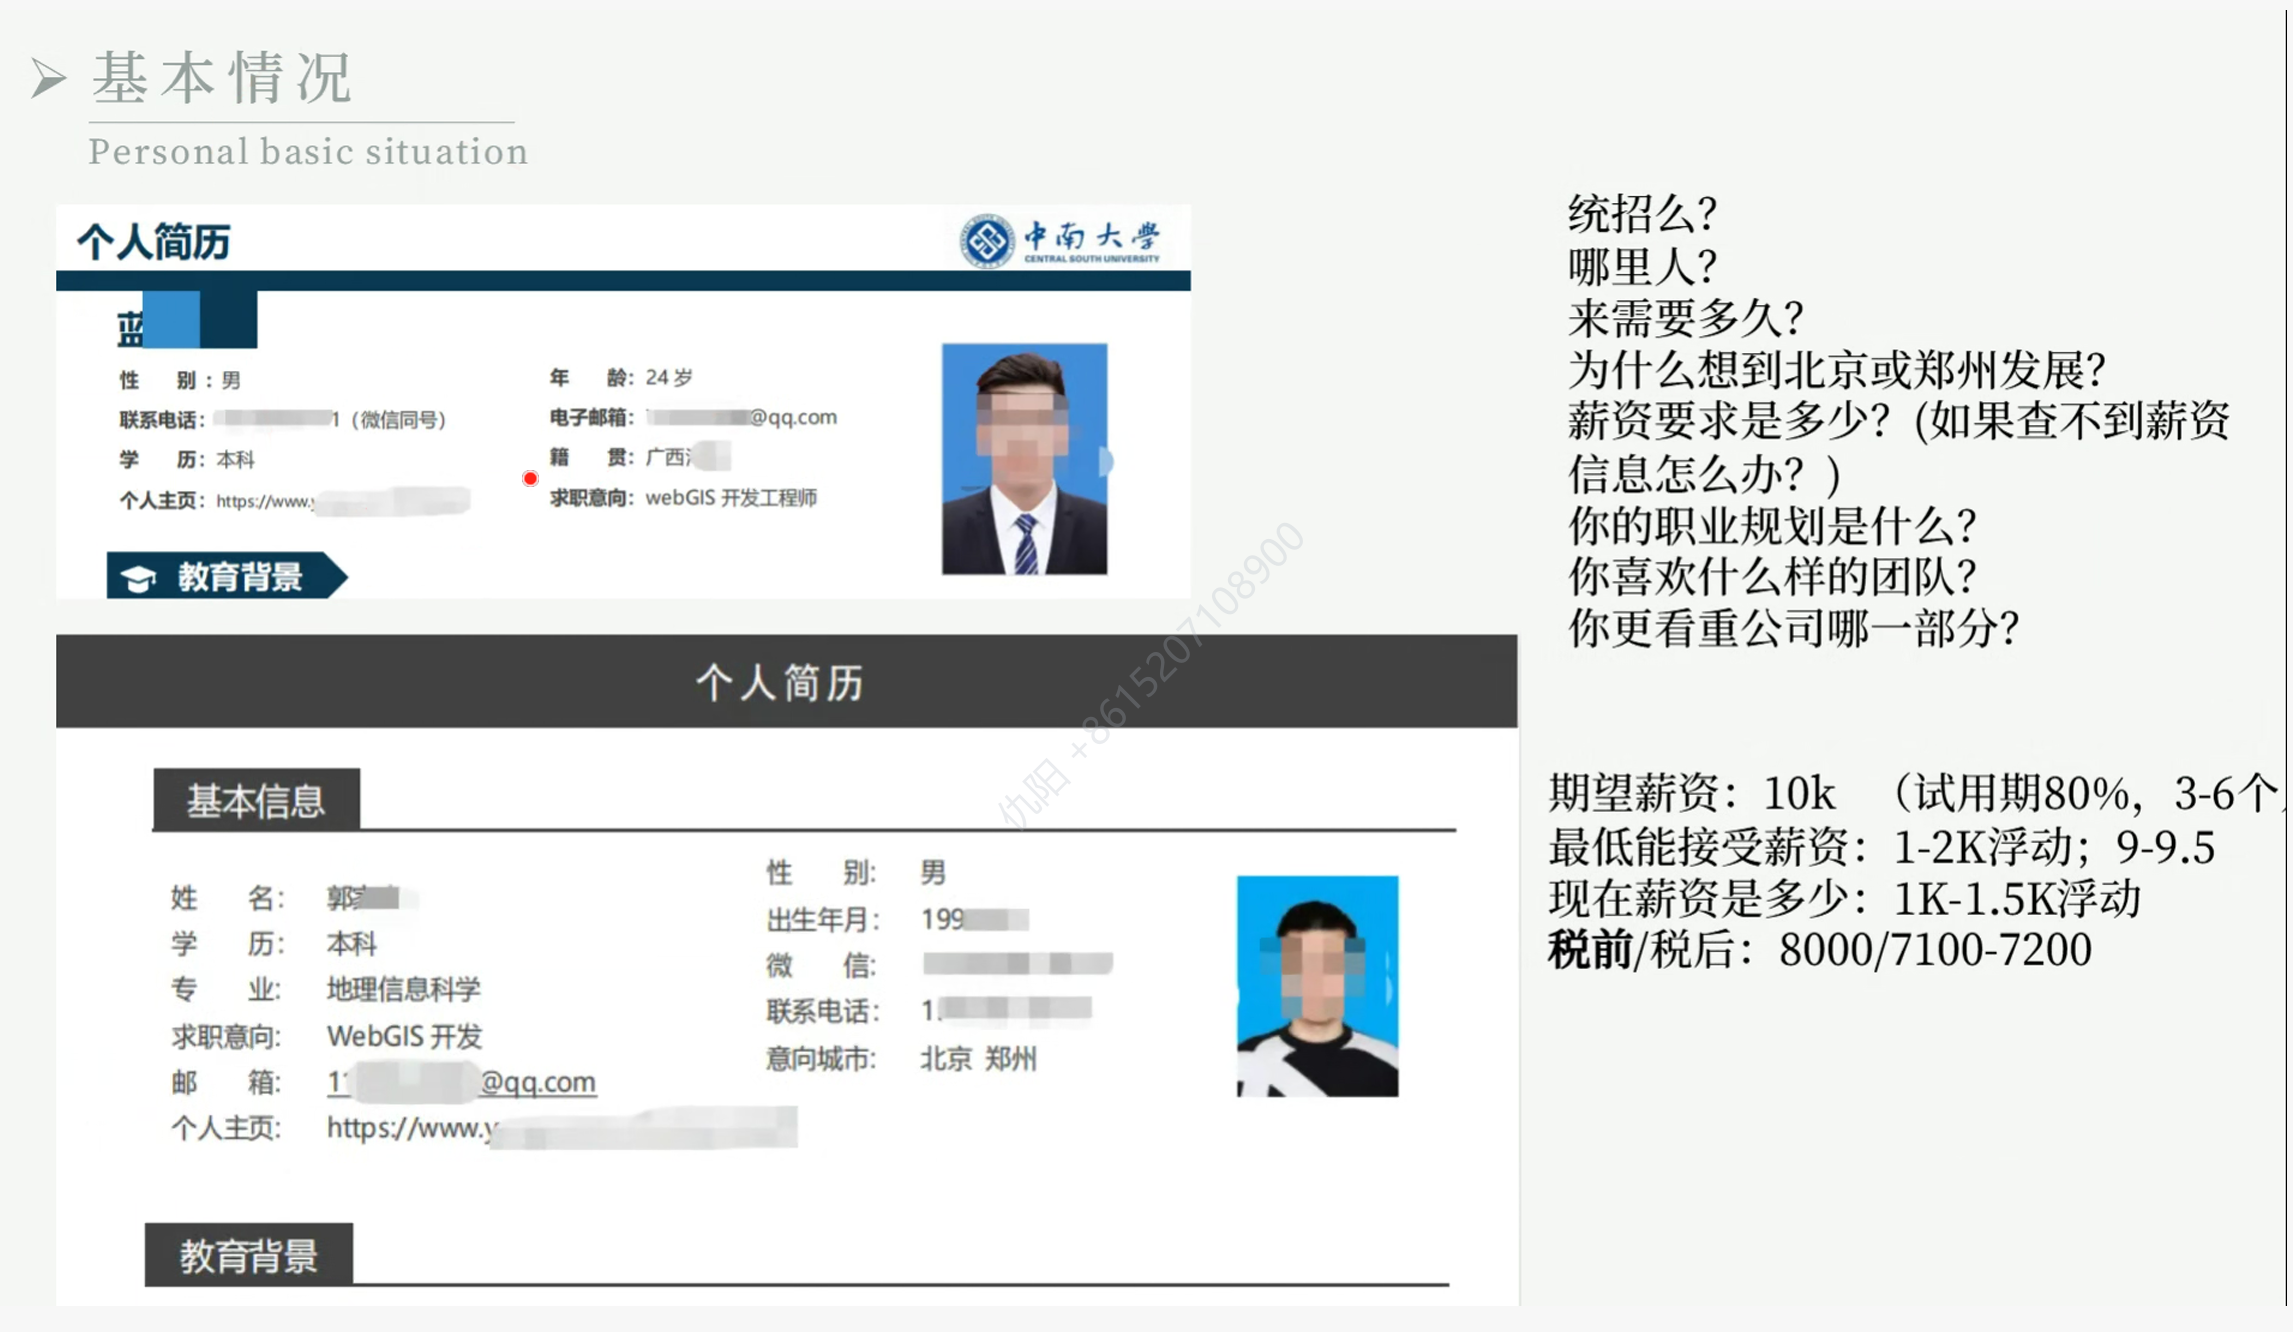 基本情况
Personal basic situation
个人简历
中南大學
CENTRAL SOUTH UNIVERSITY
蓝
性 别：男
年 龄：24岁
联系电话： 1（微信同号）
电子邮箱： @qq.com
学 历：本科
籍 贯：广西
个人主页：https://www.
求职意向：webGIS 开发工程师
教育背景
个人简历
基本信息
姓 名： 郭
性 别： 男
学 历： 本科
出生年月： 199
专 业： 地理信息科学
微 信：
求职意向： WebGIS 开发
联系电话： 1
邮 箱： 1 @qq.com
意向城市： 北京 郑州
个人主页： https://www.y
教育背景
统招么？
哪里人？
来需要多久？
为什么想到北京或郑州发展？
薪资要求是多少？（如果查不到薪资
信息怎么办？）
你的职业规划是什么？
你喜欢什么样的团队？
你更看重公司哪一部分？
期望薪资：10k （试用期80%，3-6个
最低能接受薪资：1-2K浮动；9-9.5
现在薪资是多少：1K-1.5K浮动
税前/税后：8000/7100-7200
仇阳 +8615207108900